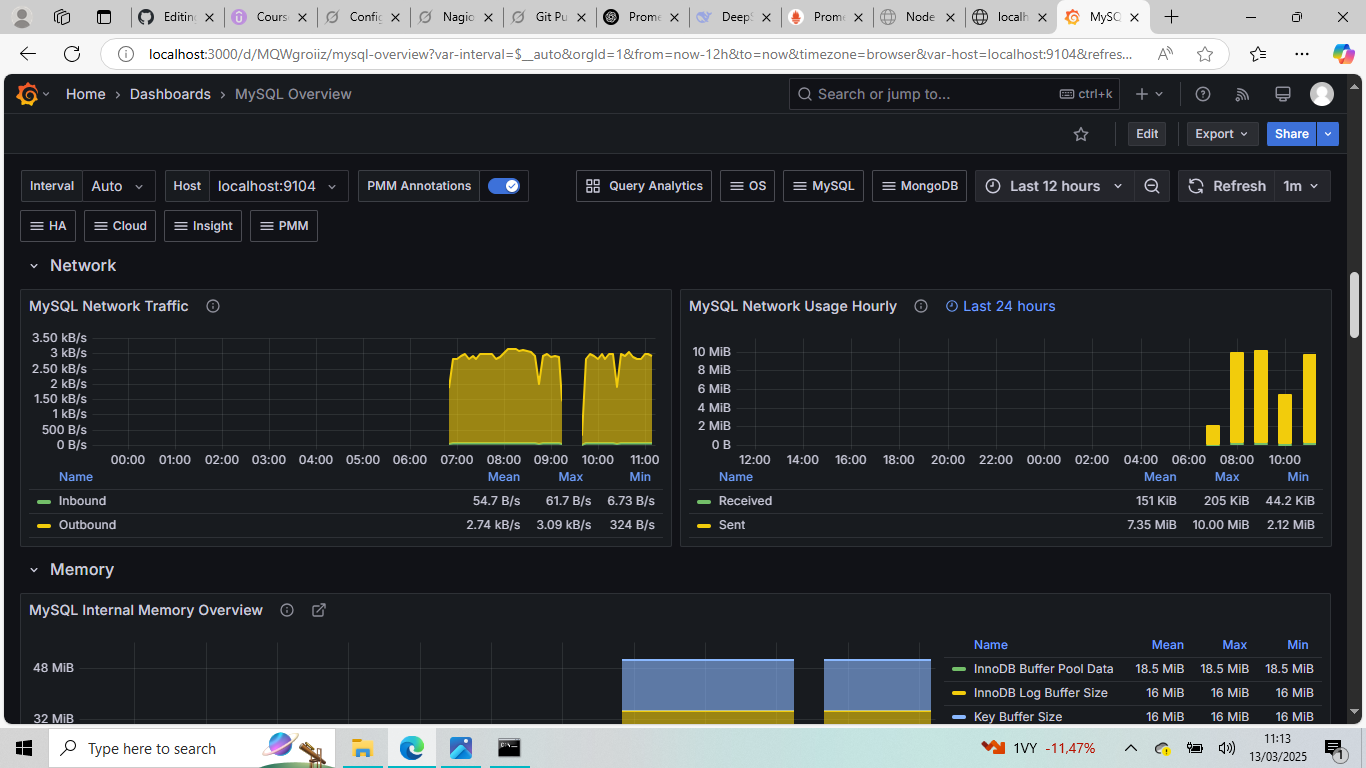 Editin
Course
Config
Nagio
Git Pu
Prome
DeepS
Prome
Node
localh
MySQ
localhost:3000/d/MQWgroiiz/mysql-overview?var-interval=$__auto&orgId=1&from=now-12h&to=now&timezone=browser&var-host=localhost:9104&refres...
Home › Dashboards › MySQL Overview
Search or jump to...
ctrl+k
Edit
Export
Share
Interval Auto
Host localhost:9104
PMM Annotations
Query Analytics
OS
MySQL
MongoDB
Last 12 hours
Refresh 1m
HA
Cloud
Insight
PMM
Network
MySQL Network Traffic
3.50 kB/s
3 kB/s
2.50 kB/s
2 kB/s
1.50 kB/s
1 kB/s
500 B/s
0 B/s
00:00 01:00 02:00 03:00 04:00 05:00 06:00 07:00 08:00 09:00 10:00 11:00
Name Mean Max Min
Inbound 54.7 B/s 61.7 B/s 6.73 B/s
Outbound 2.74 kB/s 3.09 kB/s 324 B/s
MySQL Network Usage Hourly
Last 24 hours
10 MiB
8 MiB
6 MiB
4 MiB
2 MiB
0 B
12:00 14:00 16:00 18:00 20:00 22:00 00:00 02:00 04:00 06:00 08:00 10:00
Name Mean Max Min
Received 151 KiB 205 KiB 44.2 KiB
Sent 7.35 MiB 10.00 MiB 2.12 MiB
Memory
MySQL Internal Memory Overview
48 MiB
32 MiB
Name Mean Max Min
InnoDB Buffer Pool Data 18.5 MiB 18.5 MiB 18.5 MiB
InnoDB Log Buffer Size 16 MiB 16 MiB 16 MiB
Key Buffer Size 16 MiB 16 MiB 16 MiB
Type here to search
1VY -11,47%
11:13
13/03/2025
1